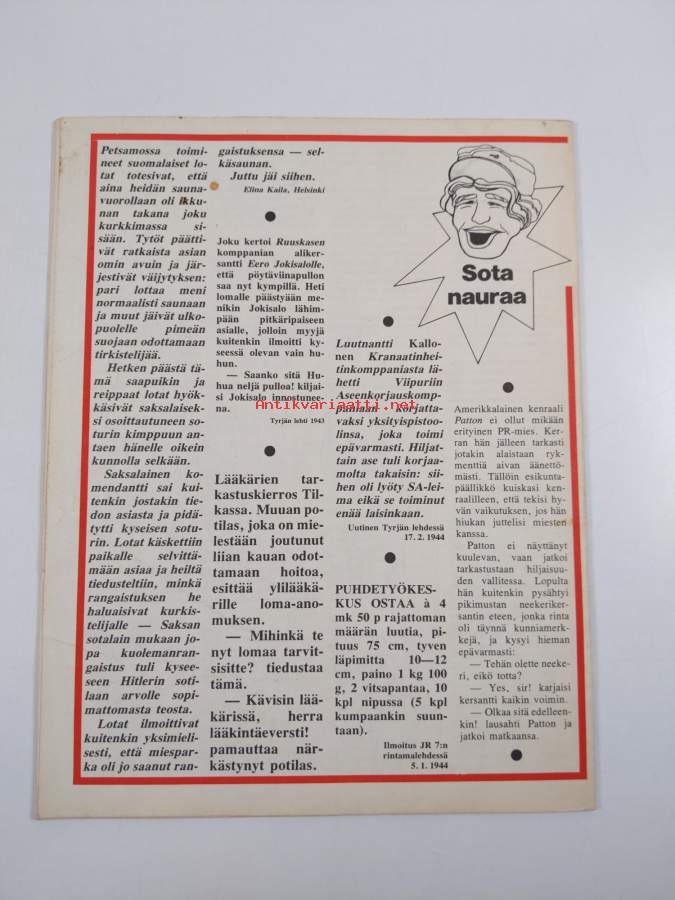 Petsamossa toimi-
neet suomalaiset lo-
tat totesivat, että
aina heidän sauna-
vuorollaan oli ikku-
nan takana joku
kurkkimassa si-
sään. Tytöt päätti-
vät ratkaista asian
omin avuin ja jär-
jestivät väijytyksen:
pari lottaa meni
normaalisti saunaan
ja muut jäivät ulko-
puolelle pimeän
suojaan odottamaan
tirkistelijää.
Hetken päästä tä-
mä saapuikin ja
reippaat lotat hyök-
käsivät saksalaisek-
si osoittautuneen so-
turin kimppuun an-
taen hänelle oikein
kunnolla selkään.
Saksalainen ko-
mendantti sai kui-
tenkin jostakin tie-
don asiasta ja pidä-
tytti kyseisen sotu-
rin. Lotat käskettiin
paikalle selvittä-
mään asiaa ja heiltä
tiedusteltiin, minkä
rangaistuksen he
haluaisivat kurkis-
telijalle — Saksan
sotalain mukaan jo-
pa kuolemanran-
gaistus tuli kysee-
seen Hitlerin soti-
laan arvolle sopi-
mattomasta teosta.
Lotat ilmoittivat
kuitenkin yksimieli-
sesti, että miespar-
ka oli jo saanut ran-
gaistuksensa — sel-
käsaunan.
Juttu jäi siihen.
Elina Kaila, Helsinki
Joku kertoi Ruuskasen
komppanian aliker-
santti Eero Jokisalolle,
että pöytäviinapullon
saa nyt kympillä. Heti
lomalle päästyään me-
nikin Jokisalo lähim-
pään pitkäripaiseen
asialle, jolloin myyjä
kuitenkin ilmoitti ky-
seessä olevan vain hu-
hun.
— Saanko sitä Hu-
hua neljä pulloa! kiljai-
si Jokisalo innostunee-
na.
Tyrjän lehti 1943
Lääkärien tar-
kastuskierros Til-
kassa. Muuan po-
tilas, joka on mie-
lestään joutunut
liian kauan odot-
tamaan hoitoa,
esittää ylilääkä-
rille loma-ano-
muksen.
— Mihinkä te
nyt lomaa tarvit-
sisitte? tiedustaa
tämä.
— Kävisin lää-
kärissä, herra
lääkintäeversti!
pamauttaa när-
kästynyt potilas.
Sota
nauraa
Luutnantti Kallo-
nen Kranaatinhei-
tinkomppaniasta lä-
hetti Viipuriin
Aseenkorjauskomp-
paniaan korjatta-
vaksi yksityispistoo-
linsa, joka toimi
epävarmasti. Hiljat-
tain ase tuli korjaa-
molta takaisin: sii-
hen oli lyöty SA-lei-
ma eikä se toiminut
enää laisinkaan.
Uutinen Tyrjän lehdessä
17. 2. 1944
PUHDETYÖKES-
KUS OSTAA à 4
mk 50 p rajattoman
määrän luutia, pi-
tuus 75 cm, tyven
läpimitta 10—12
cm, paino 1 kg 100
g, 2 vitsapantaa, 10
kpl nipussa (5 kpl
kumpaankin suun-
taan).
Ilmoitus JR 7:n
rintamalehdessä
5. 1. 1944
Amerikkalainen kenraali
Patton ei ollut mikään
erityinen PR-mies. Ker-
ran hän jälleen tarkasti
jotakin alaistaan ryk-
menttiä aivan äänettö-
mästi. Tällöin esikunta-
päällikkö kuiskasi ken-
raalilleen, että tekisi hy-
vän vaikutuksen, jos hän
hiukan juttelisi miesten
kanssa.
Patton ei näyttänyt
kuulevan, vaan jatkoi
tarkastustaan hiljaisuu-
den vallitessa. Lopulta
hän kuitenkin pysähtyi
pikimustan neekeriker-
santin eteen, jonka rinta
oli täynnä kunniamerk-
kejä, ja kysyi hieman
epävarmasti:
— Tehän olette neeke-
ri, eikö totta?
— Yes, sir! karjaisi
kersantti kaikin voimin.
— Olkaa sitä edelleen-
kin! lausahti Patton ja
jatkoi matkaansa.
Antikvariaatti.net